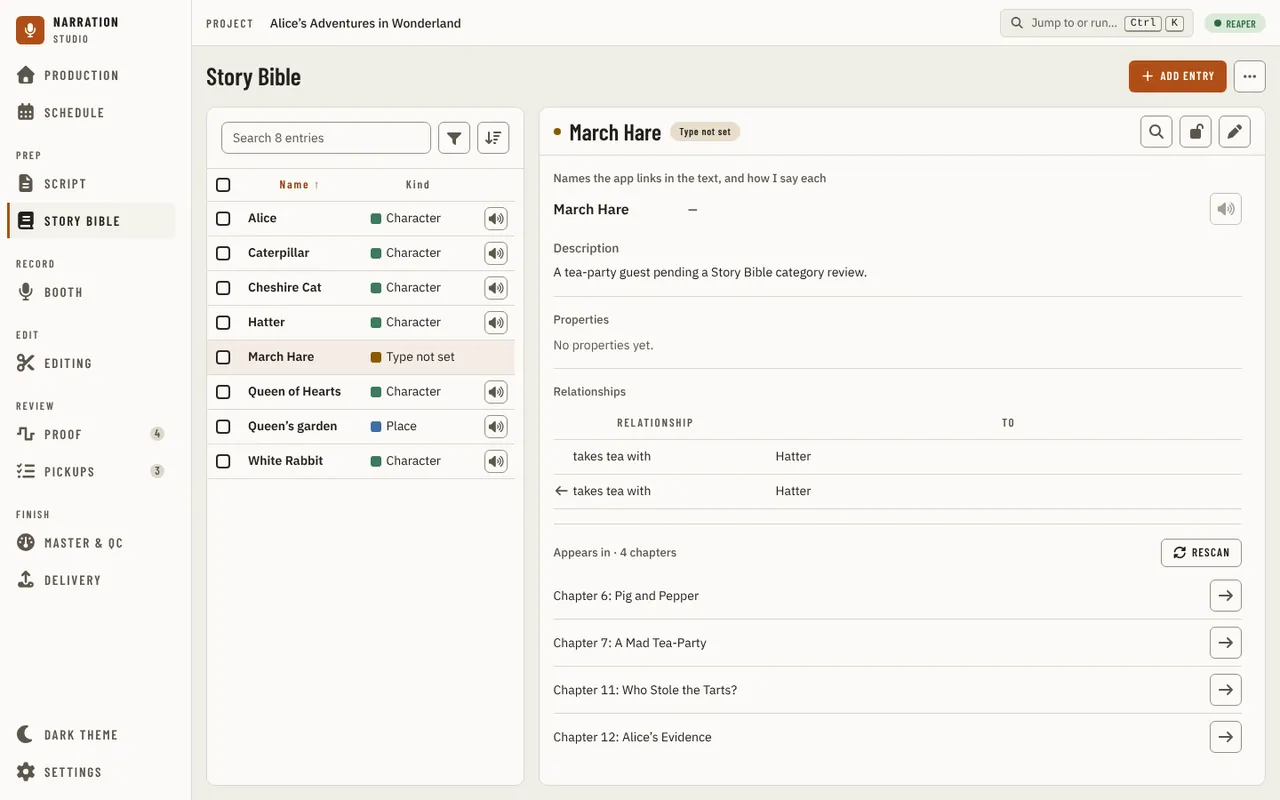 NARRATION
STUDIO
PRODUCTION
SCHEDULE
PREP
SCRIPT
STORY BIBLE
RECORD
BOOTH
EDIT
EDITING
REVIEW
PROOF 4
PICKUPS 3
FINISH
MASTER & QC
DELIVERY
DARK THEME
SETTINGS
PROJECT Alice’s Adventures in Wonderland
Jump to or run... Ctrl K
REAPER
Story Bible
ADD ENTRY
Search 8 entries
Name ↑ Kind
Alice Character
Caterpillar Character
Cheshire Cat Character
Hatter Character
March Hare Type not set
Queen of Hearts Character
Queen’s garden Place
White Rabbit Character
March Hare Type not set
Names the app links in the text, and how I say each
March Hare –
Description
A tea-party guest pending a Story Bible category review.
Properties
No properties yet.
Relationships
RELATIONSHIP TO
takes tea with Hatter
← takes tea with Hatter
Appears in · 4 chapters
RESCAN
Chapter 6: Pig and Pepper
Chapter 7: A Mad Tea-Party
Chapter 11: Who Stole the Tarts?
Chapter 12: Alice’s Evidence